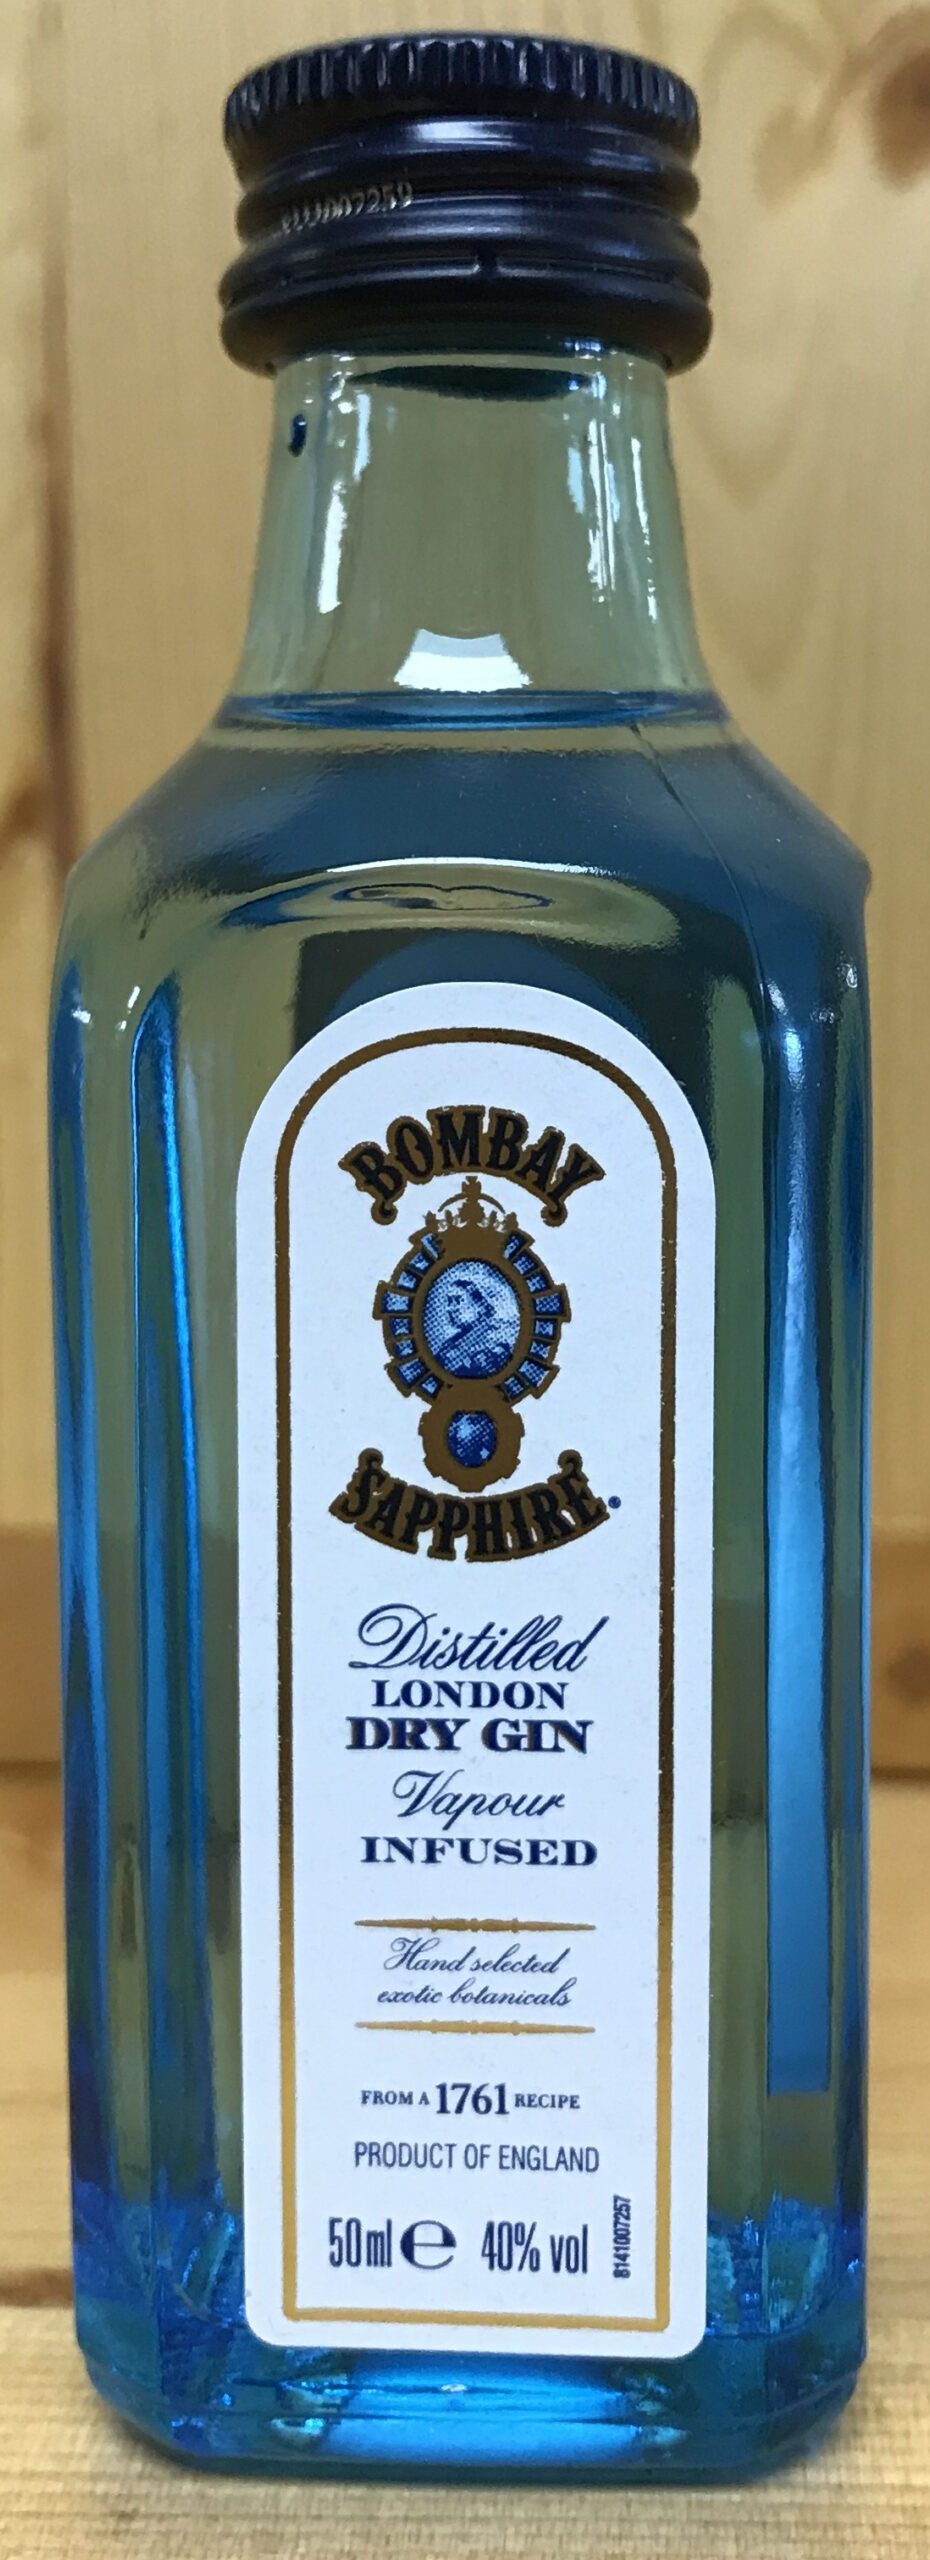 BOMBAY
SAPPHIRE
Distilled
LONDON
DRY GIN
Vapour
INFUSED
Hand selected
exotic botanicals
FROM A 1761 RECIPE
PRODUCT OF ENGLAND
50ml e 40% vol
8141007257